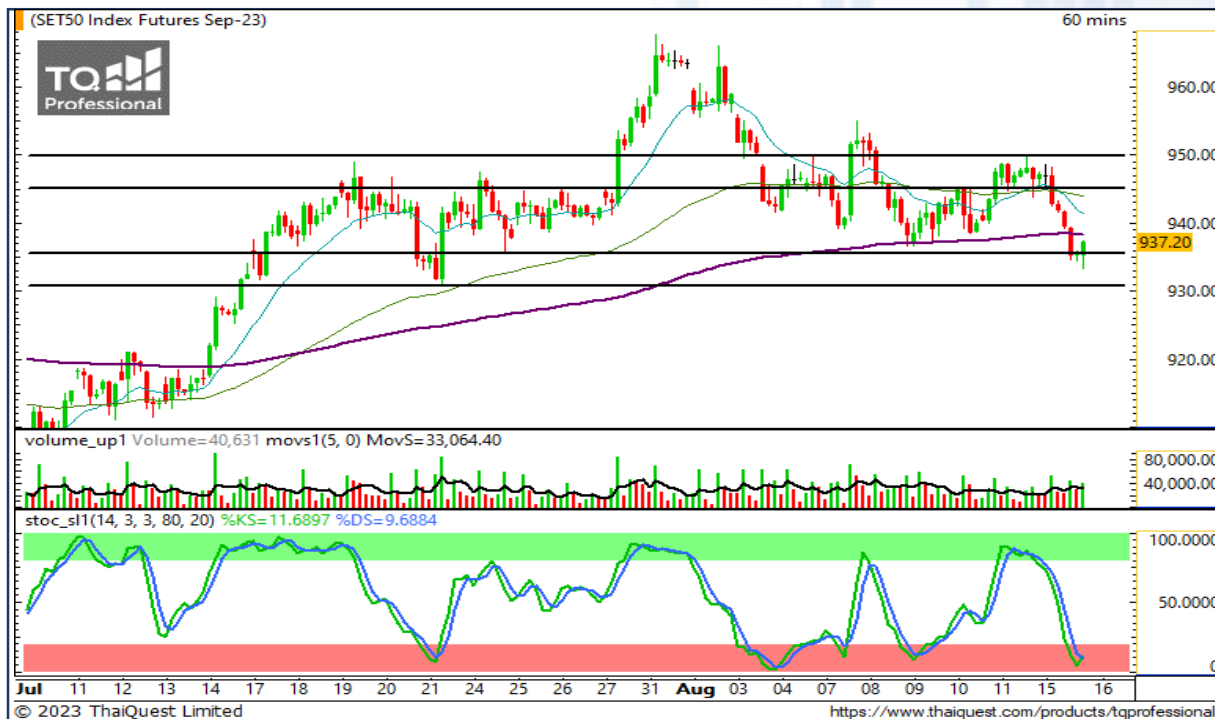 (SET50 Index Futures Sep-23) 60 mins
TQ
Professional
960.00
950.00
940.00
937.20
930.00
920.00
volume_up1 Volume=40,631 movs1(5, 0) MovS=33,064.40
80,000.00
40,000.00
stoc_sl1(14, 3, 3, 80, 20) %KS=11.6897 %DS=9.6884
100.0000
50.0000
0
Jul 11 12 13 14 17 18 19 20 21 24 25 26 27 31 Aug 03 04 07 08 09 10 11 15 16
© 2023 ThaiQuest Limited https://www.thaiquest.com/products/tqprofessional